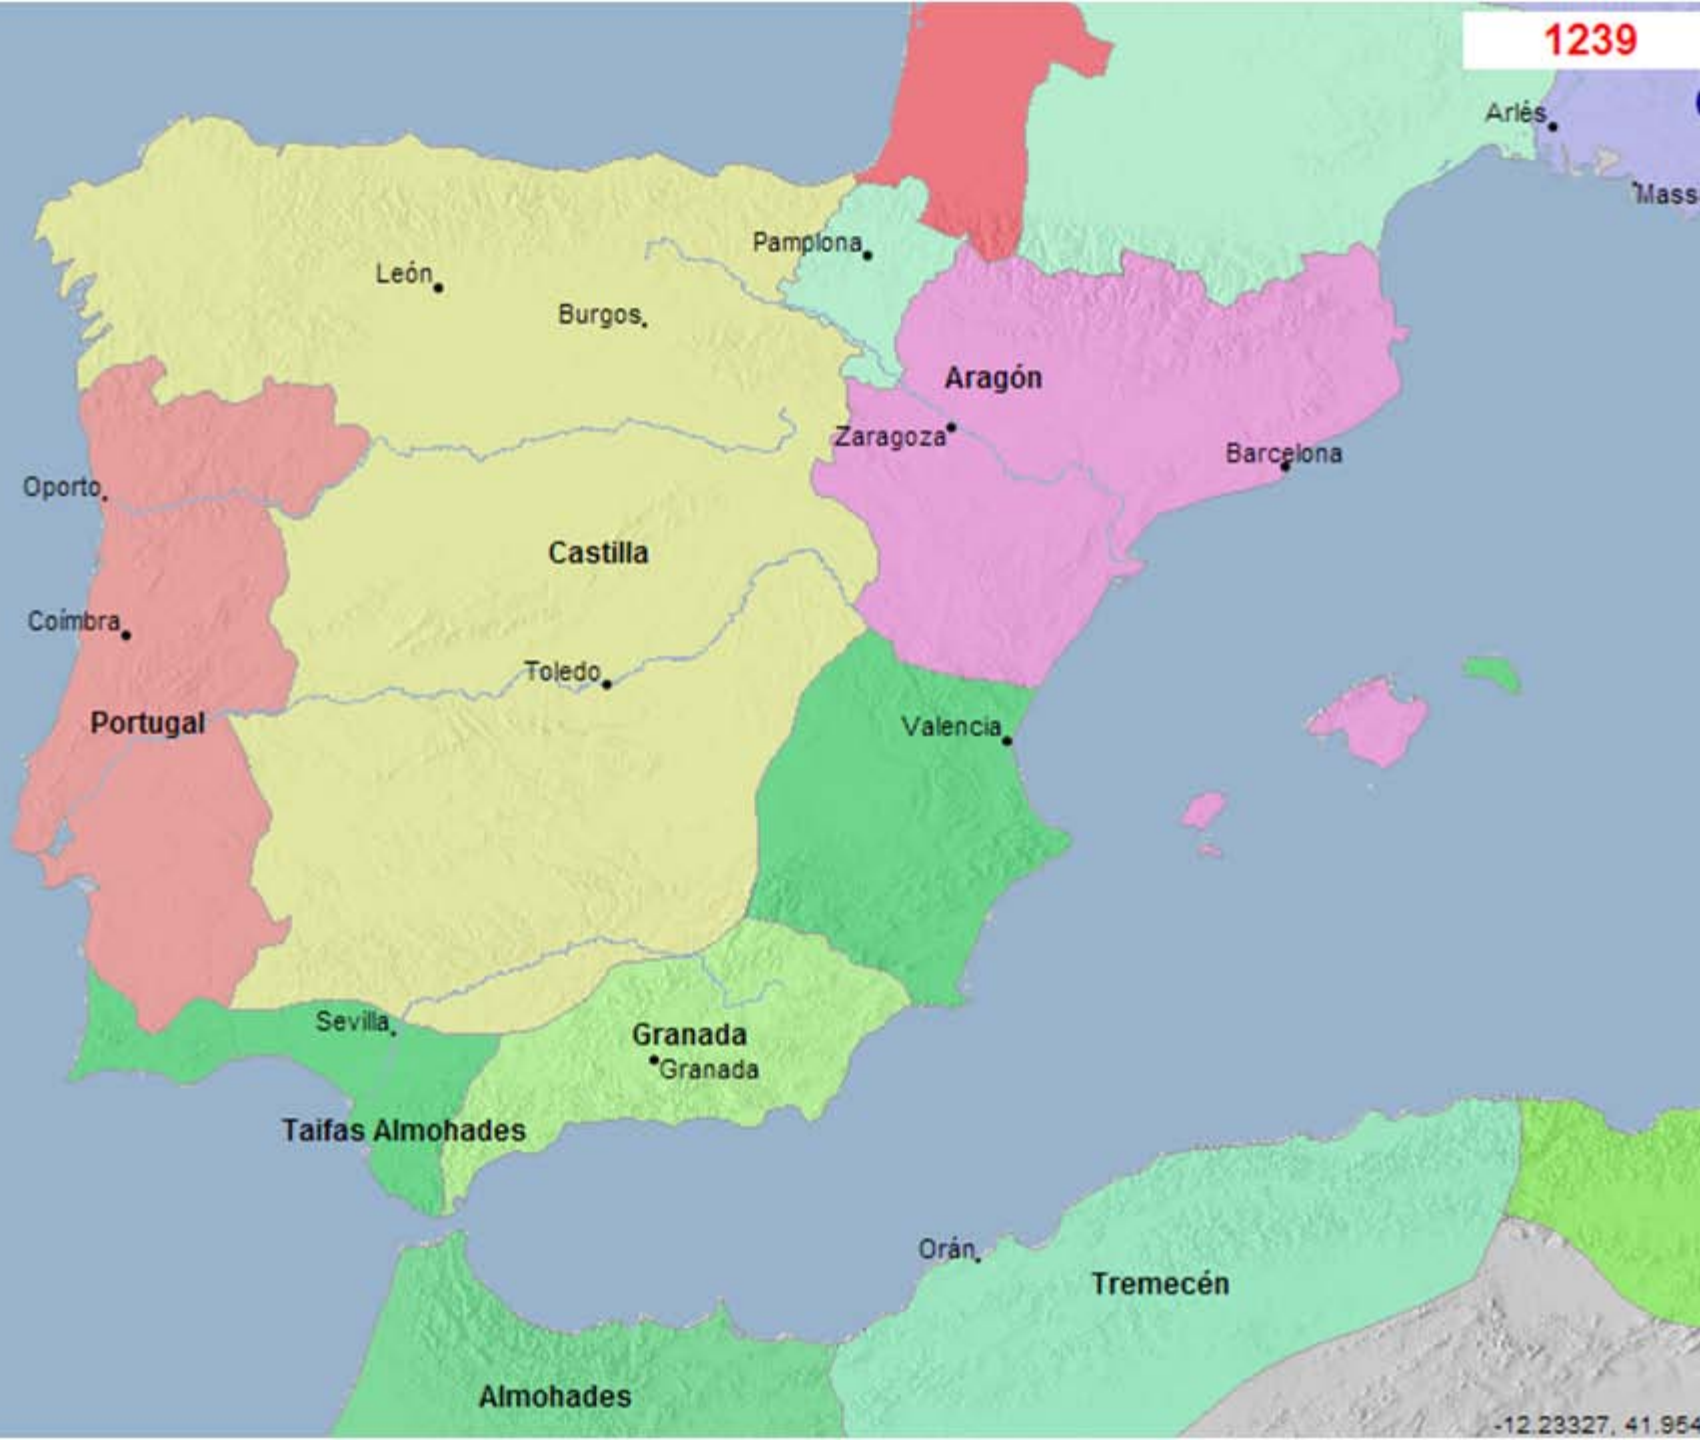 1239
Arlés
Mass
Pamplona
León
Burgos
Aragón
Zaragoza
Barcelona
Oporto
Castilla
Coímbra
Toledo
Portugal
Valencia
Sevilla
Granada
Granada
Taifas Almohades
Orán
Tremecén
Almohades
-12.23327, 41.954